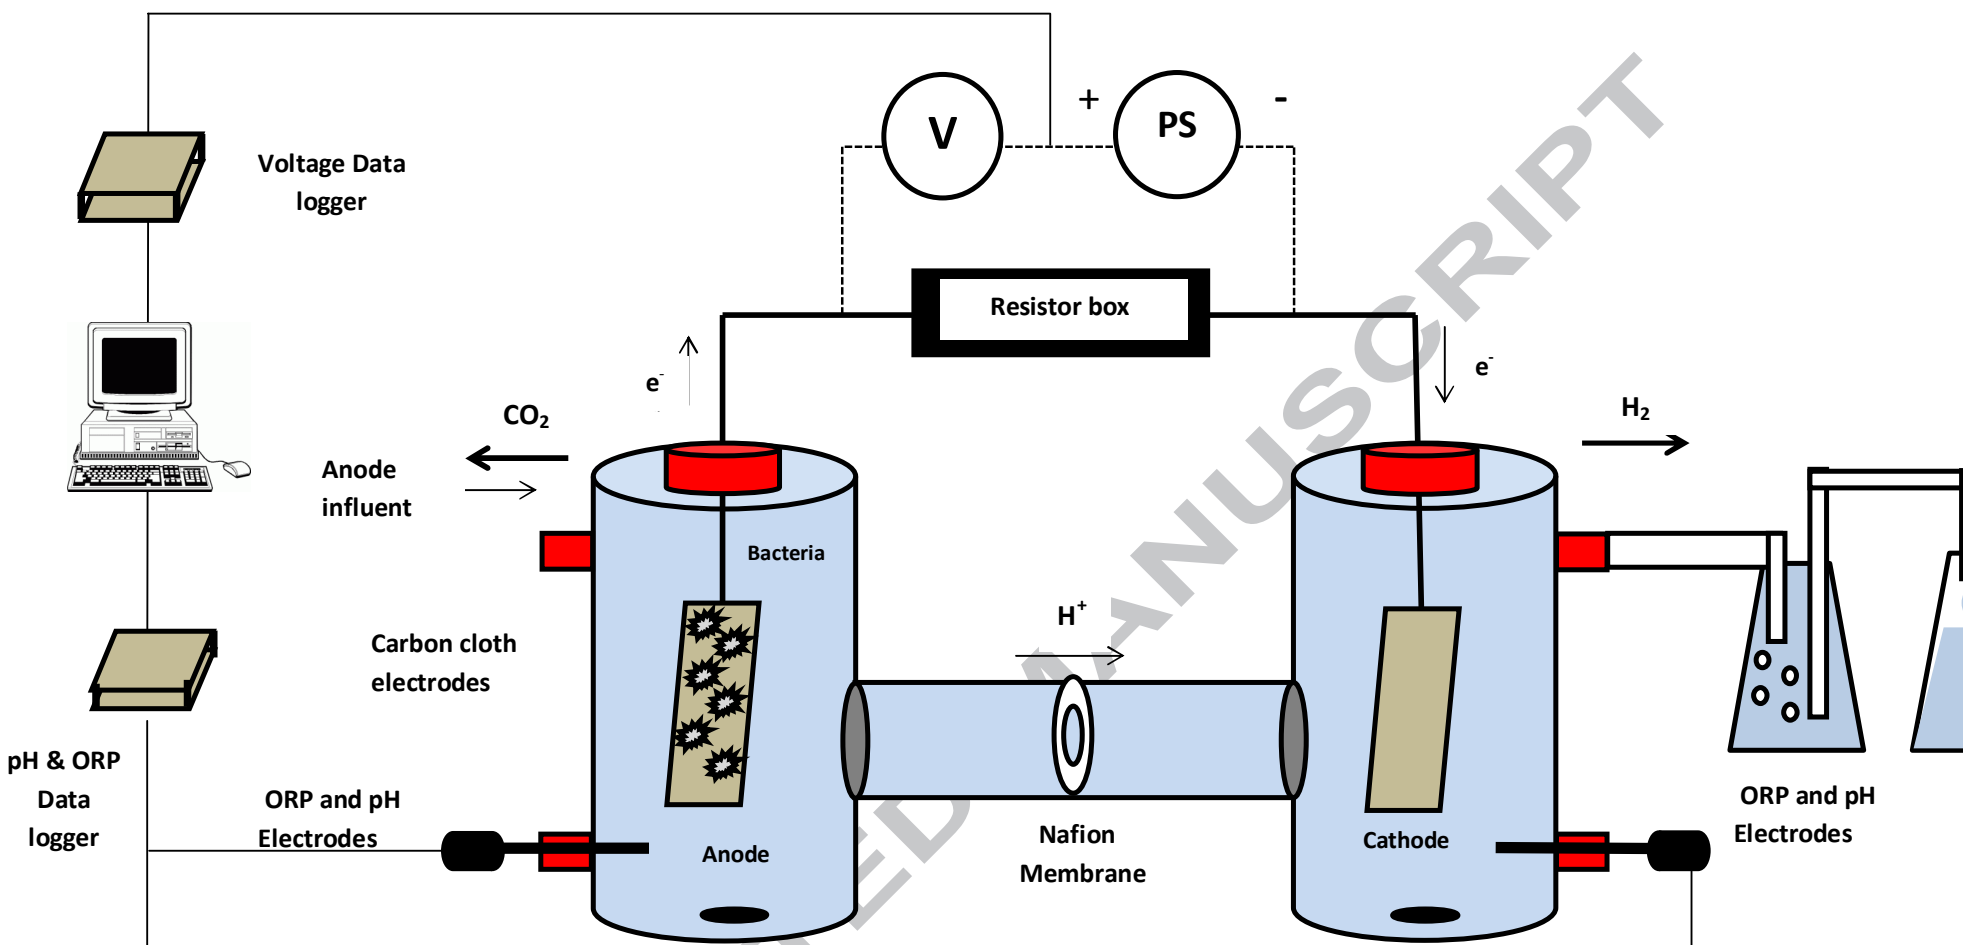 V
+
PS
-
Voltage Data
logger
Resistor box
e-
e-
CO2
H2
Anode
influent
Bacteria
H+
Carbon cloth
electrodes
pH & ORP
Data
logger
ORP and pH
Electrodes
Anode
Nafion
Membrane
Cathode
ORP and pH
Electrodes
ED MANUSCRIPT